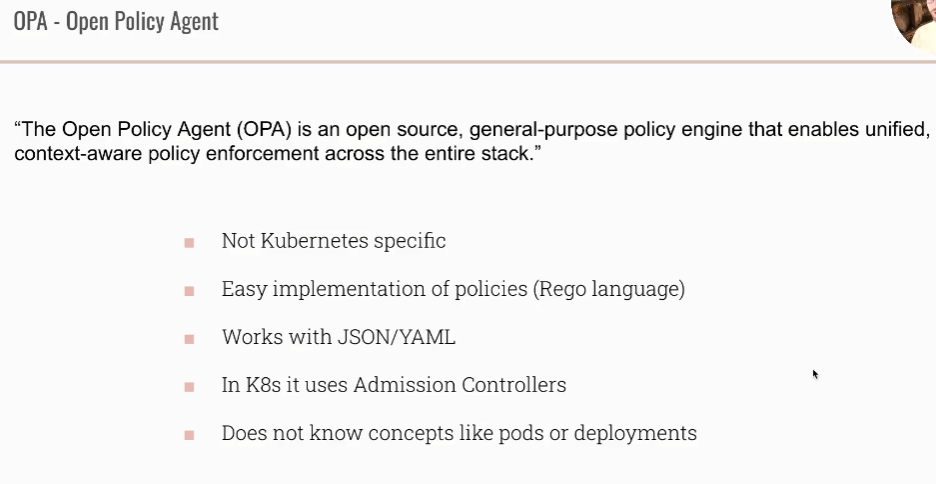 OPA - Open Policy Agent
“The Open Policy Agent (OPA) is an open source, general-purpose policy engine that enables unified,
context-aware policy enforcement across the entire stack.”
Not Kubernetes specific
Easy implementation of policies (Rego language)
Works with JSON/YAML
In K8s it uses Admission Controllers
Does not know concepts like pods or deployments